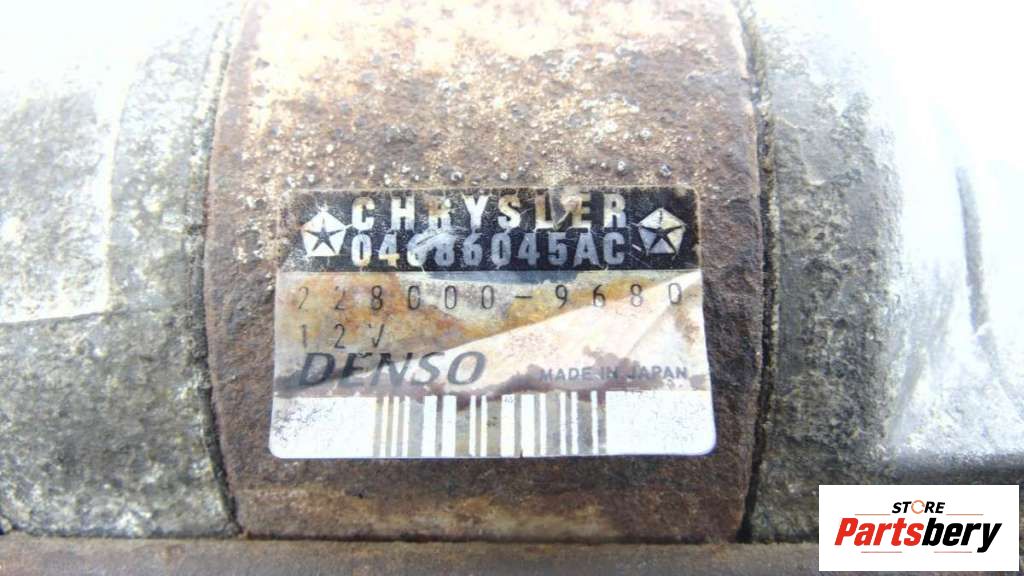 CHRYSLER
04686045AC
228000-9680
12V
DENSO MADE IN JAPAN
STORE
Partsbery